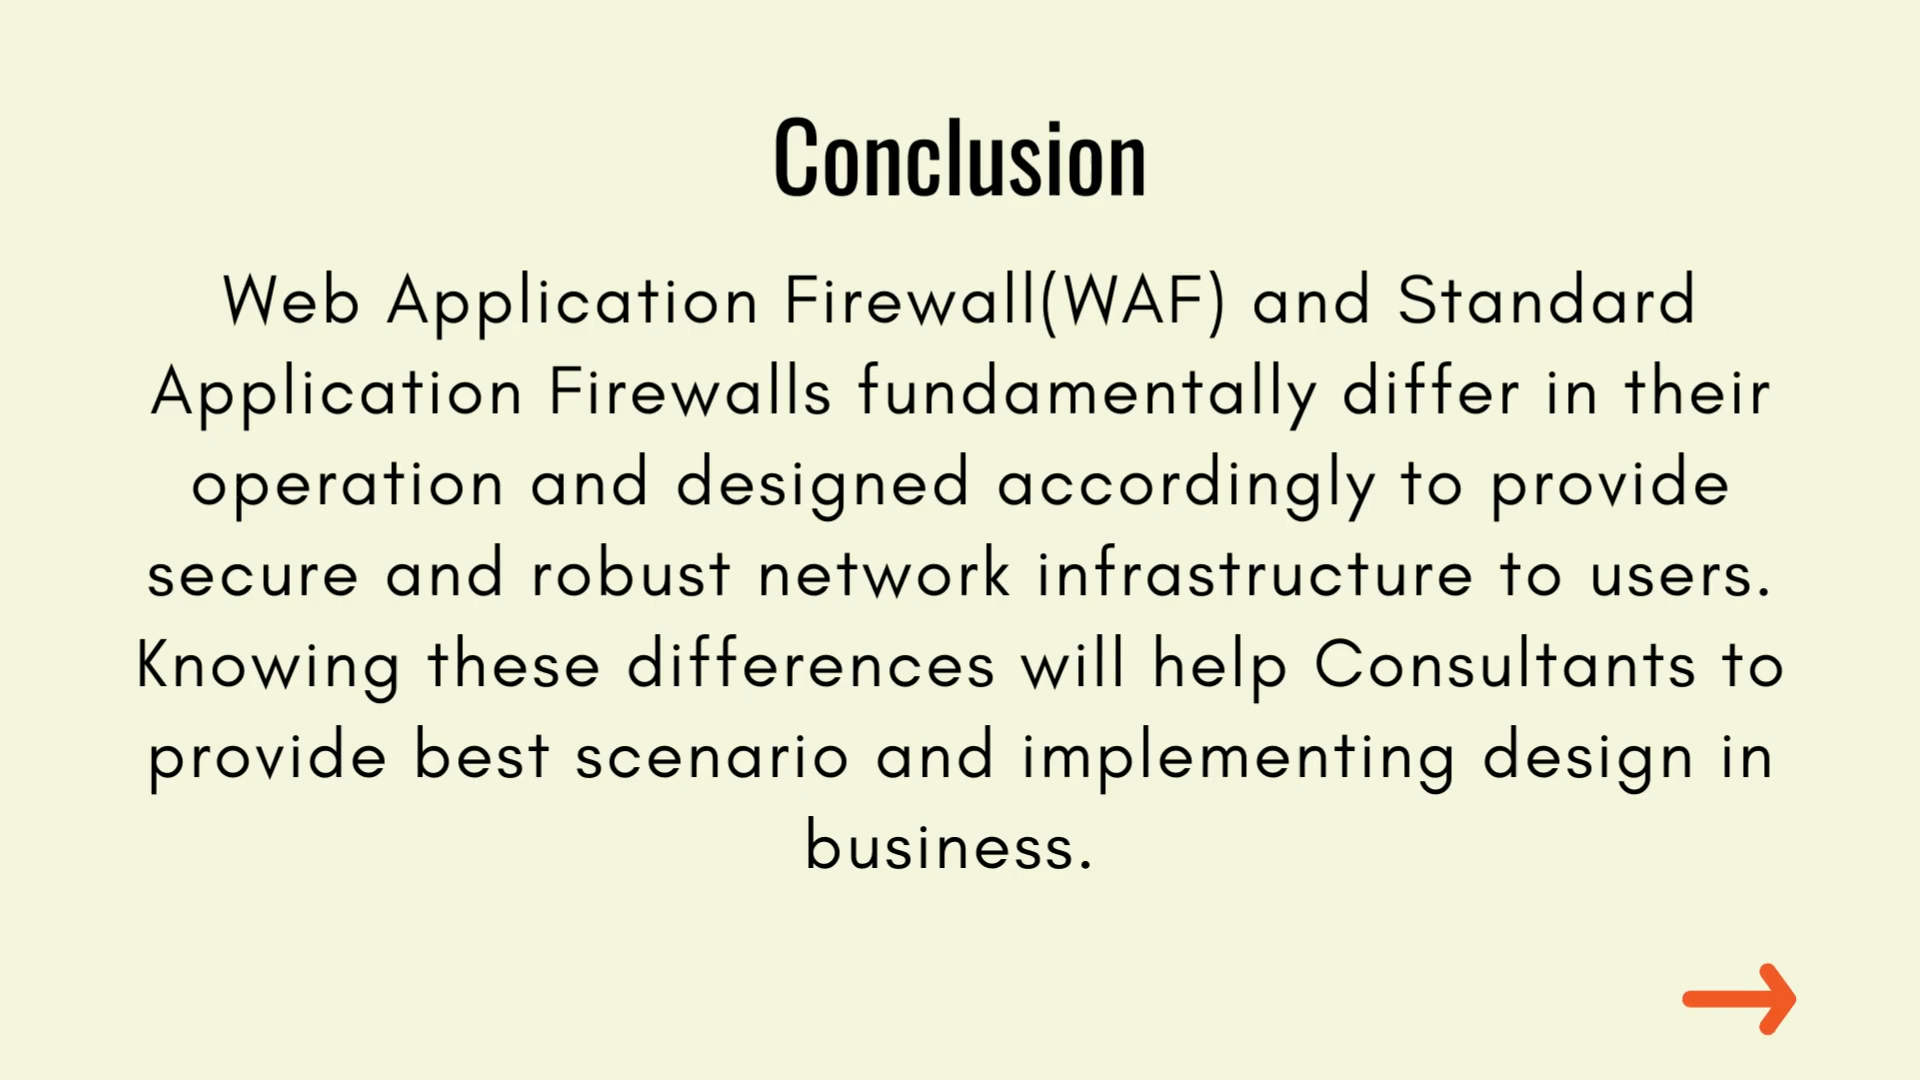 Conclusion
Web Application Firewall(WAF) and Standard
Application Firewalls fundamentally differ in their
operation and designed accordingly to provide
secure and robust network infrastructure to users.
Knowing these differences will help Consultants to
provide best scenario and implementing design in
business.